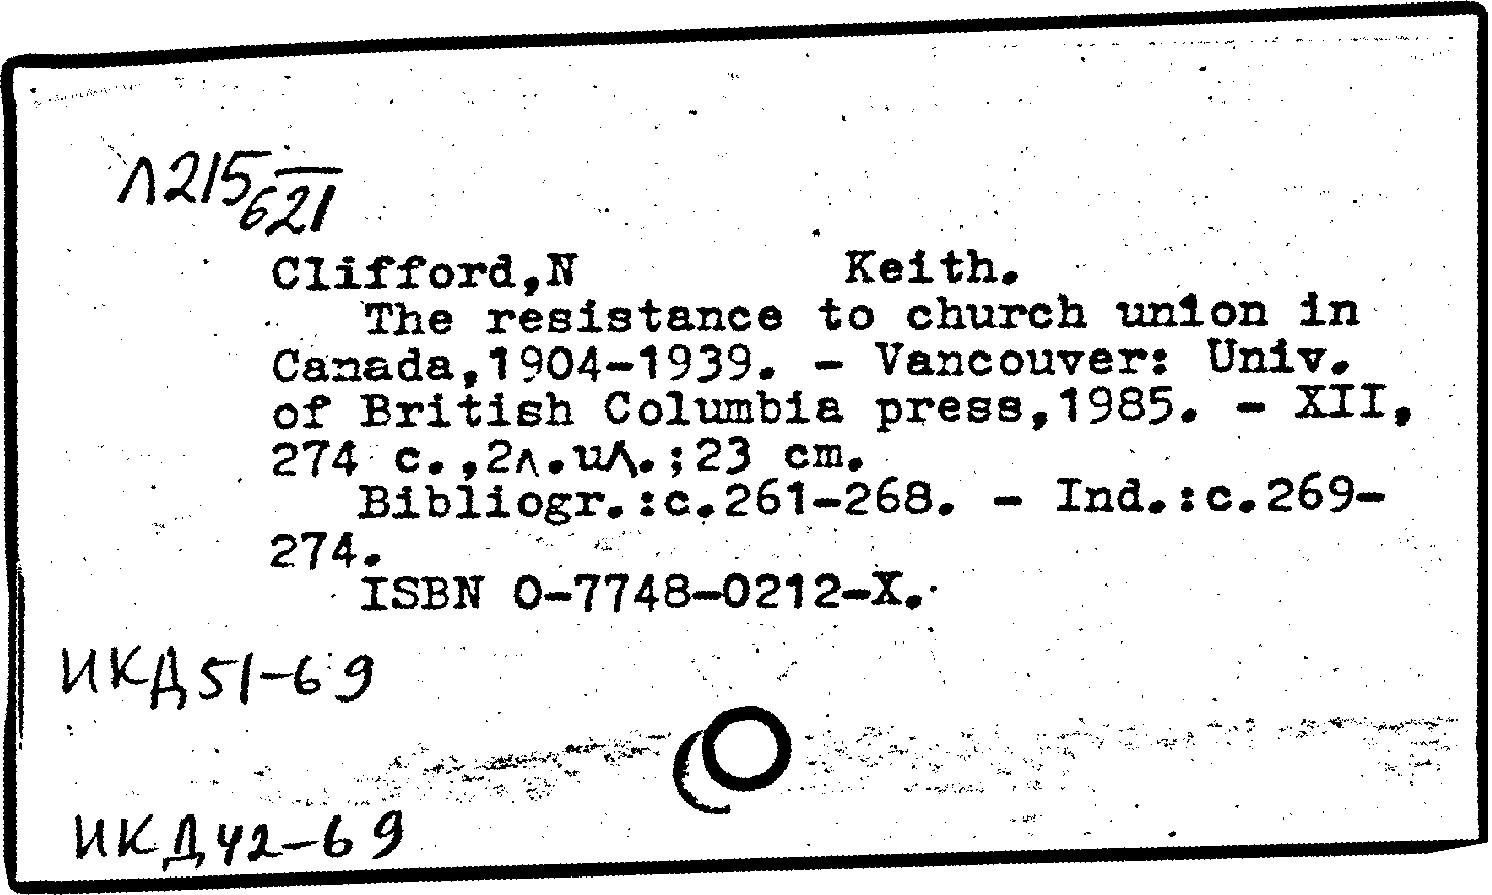 Л215/621
Clifford,N Keith.
The resistance to church union in
Canada,1904-1939. - Vancouver: Univ.
of British Columbia press,1985. - XII,
274 c.,2л.ил.;23 cm.
Bibliogr.:c.261-268. - Ind.:c.269-
274.
ISBN 0-7748-0212-X.
ИКД51-69
ИКД42-69